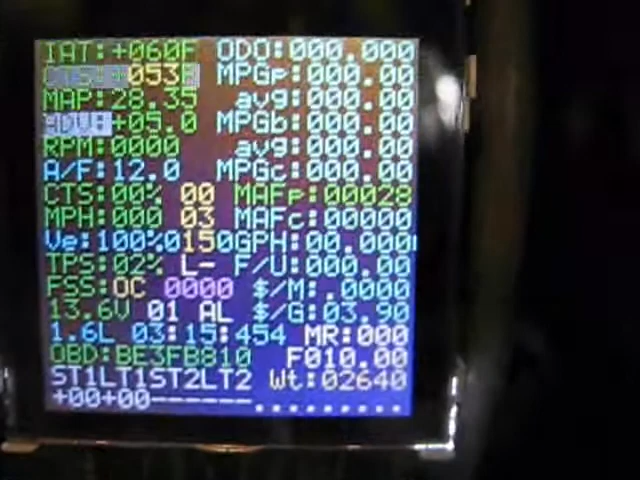 IAT:+060F ODO:000.000
CTS:+053F MPGp:000.00
MAP:28.35 avg:000.00
ADV:+05.0 MPGb:000.00
RPM:0000 avg:000.00
A/F:12.0 MPGc:000.00
CTS:00% 00 MAFp:00028
MPH:000 03 MAFc:00000
Ve:100%0150GPH:00.000
TPS:02% L- F/U:000.00
FSS:OC 0000 $/M:.0000
13.6V 01 AL $/G:03.90
1.6L 03:15:454 MR:000
OBD:BE3FB810 F010.00
ST1LT1ST2LT2 Wt:02640
+00+00------.........